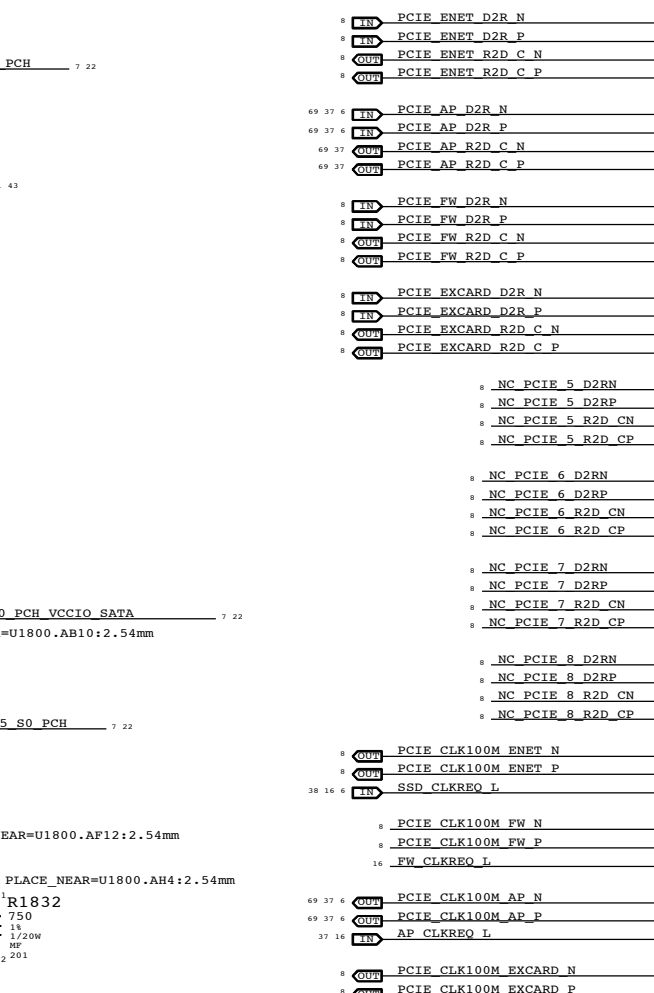 8 IN PCIE_ENET_D2R_N
8 IN PCIE_ENET_D2R_P
8 OUT PCIE_ENET_R2D_C_N
_PCH 7 22
8 OUT PCIE_ENET_R2D_C_P
69 37 6 IN PCIE_AP_D2R_N
69 37 6 IN PCIE_AP_D2R_P
69 37 OUT PCIE_AP_R2D_C_N
69 37 OUT PCIE_AP_R2D_C_P
43
8 IN PCIE_FW_D2R_N
8 IN PCIE_FW_D2R_P
8 OUT PCIE_FW_R2D_C_N
8 OUT PCIE_FW_R2D_C_P
8 IN PCIE_EXCARD_D2R_N
8 IN PCIE_EXCARD_D2R_P
8 OUT PCIE_EXCARD_R2D_C_N
8 OUT PCIE_EXCARD_R2D_C_P
8 NC_PCIE_5_D2RN
8 NC_PCIE_5_D2RP
8 NC_PCIE_5_R2D_CN
8 NC_PCIE_5_R2D_CP
8 NC_PCIE_6_D2RN
8 NC_PCIE_6_D2RP
8 NC_PCIE_6_R2D_CN
8 NC_PCIE_6_R2D_CP
8 NC_PCIE_7_D2RN
8 NC_PCIE_7_D2RP
8 NC_PCIE_7_R2D_CN
0_PCH_VCCIO_SATA 7 22
8 NC_PCIE_7_R2D_CP
=U1800.AB10:2.54mm
8 NC_PCIE_8_D2RN
8 NC_PCIE_8_D2RP
8 NC_PCIE_8_R2D_CN
8 NC_PCIE_8_R2D_CP
5_S0_PCH 7 22
8 OUT PCIE_CLK100M_ENET_N
8 OUT PCIE_CLK100M_ENET_P
38 16 6 IN SSD_CLKREQ_L
8 PCIE_CLK100M_FW_N
EAR=U1800.AF12:2.54mm
8 PCIE_CLK100M_FW_P
16 FW_CLKREQ_L
PLACE_NEAR=U1800.AH4:2.54mm
1 R1832
750
1%
1/20W
MF
2 201
69 37 6 OUT PCIE_CLK100M_AP_N
69 37 6 OUT PCIE_CLK100M_AP_P
37 16 IN AP_CLKREQ_L
8 OUT PCIE_CLK100M_EXCARD_N
8 OUT PCIE_CLK100M_EXCARD_P